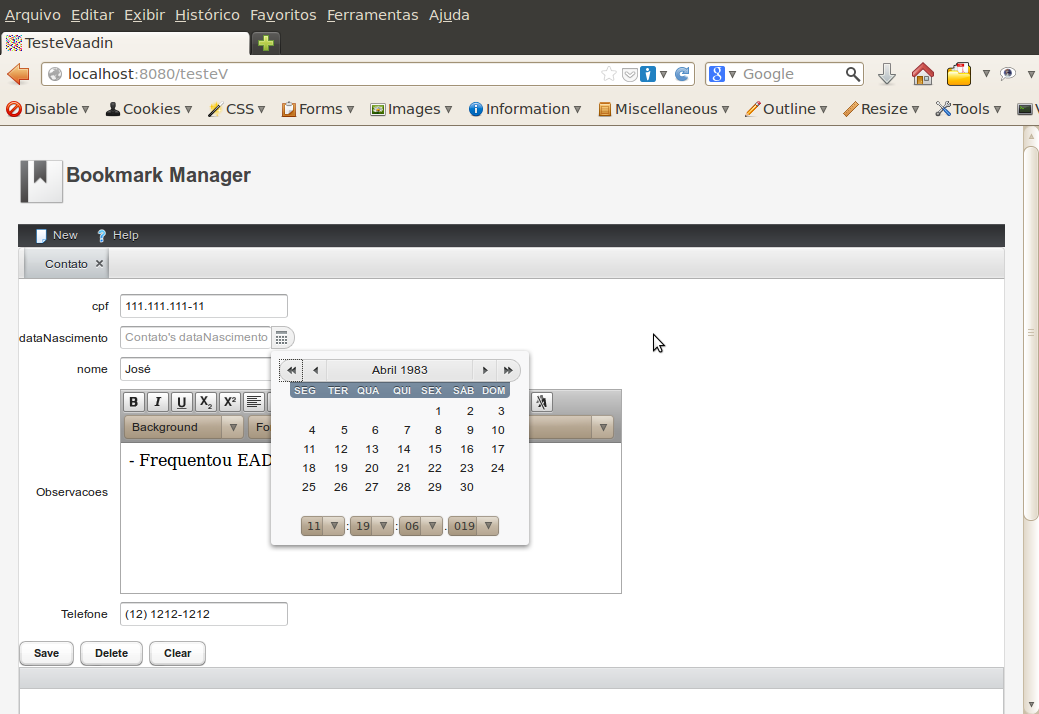 Arquivo Editar Exibir Histórico Favoritos Ferramentas Ajuda
TesteVaadin
localhost:8080/testeV
Google
Disable Cookies CSS Forms Images Information Miscellaneous Outline Resize Tools
Bookmark Manager
New Help
Contato
cpf 111.111.111-11
dataNascimento Contato's dataNascimento
nome José
Abril 1983
SEG TER QUA QUI SEX SÁB DOM
1 2 3
4 5 6 7 8 9 10
11 12 13 14 15 16 17
18 19 20 21 22 23 24
25 26 27 28 29 30
11 : 19 : 06 . 019
B I U X₂ X²
Background Fo
- Frequentou EAD
Observacoes
Telefone (12) 1212-1212
Save Delete Clear